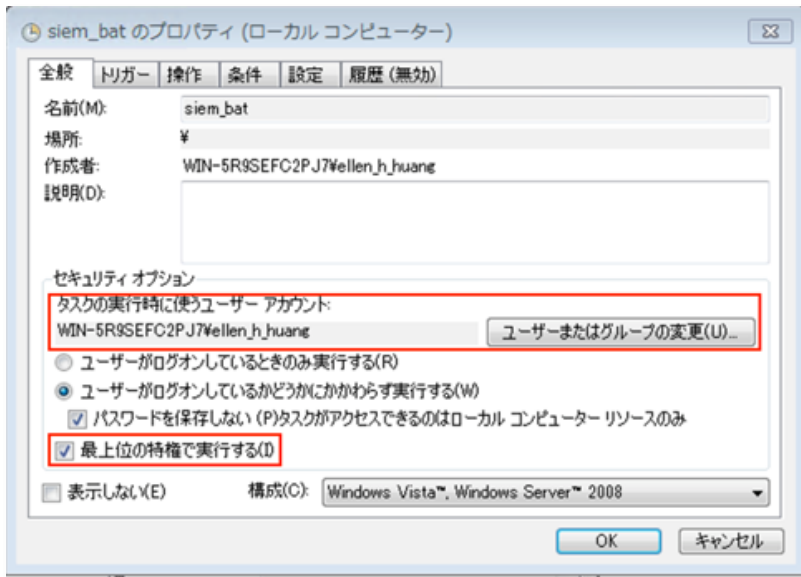 siem_bat のプロパティ (ローカル コンピューター)
全般 トリガー 操作 条件 設定 履歴 (無効)
名前(M): siem_bat
場所: ¥
作成者: WIN-5R9SEFC2PJ7¥ellen_h_huang
説明(D):
セキュリティ オプション
タスクの実行時に使うユーザー アカウント:
WIN-5R9SEFC2PJ7¥ellen_h_huang ユーザーまたはグループの変更(U)...
ユーザーがログオンしているときのみ実行する(R)
ユーザーがログオンしているかどうかにかかわらず実行する(W)
パスワードを保存しない (P)タスクがアクセスできるのはローカル コンピューター リソースのみ
最上位の特権で実行する(I)
表示しない(E) 構成(C): Windows Vista™, Windows Server™ 2008
OK キャンセル